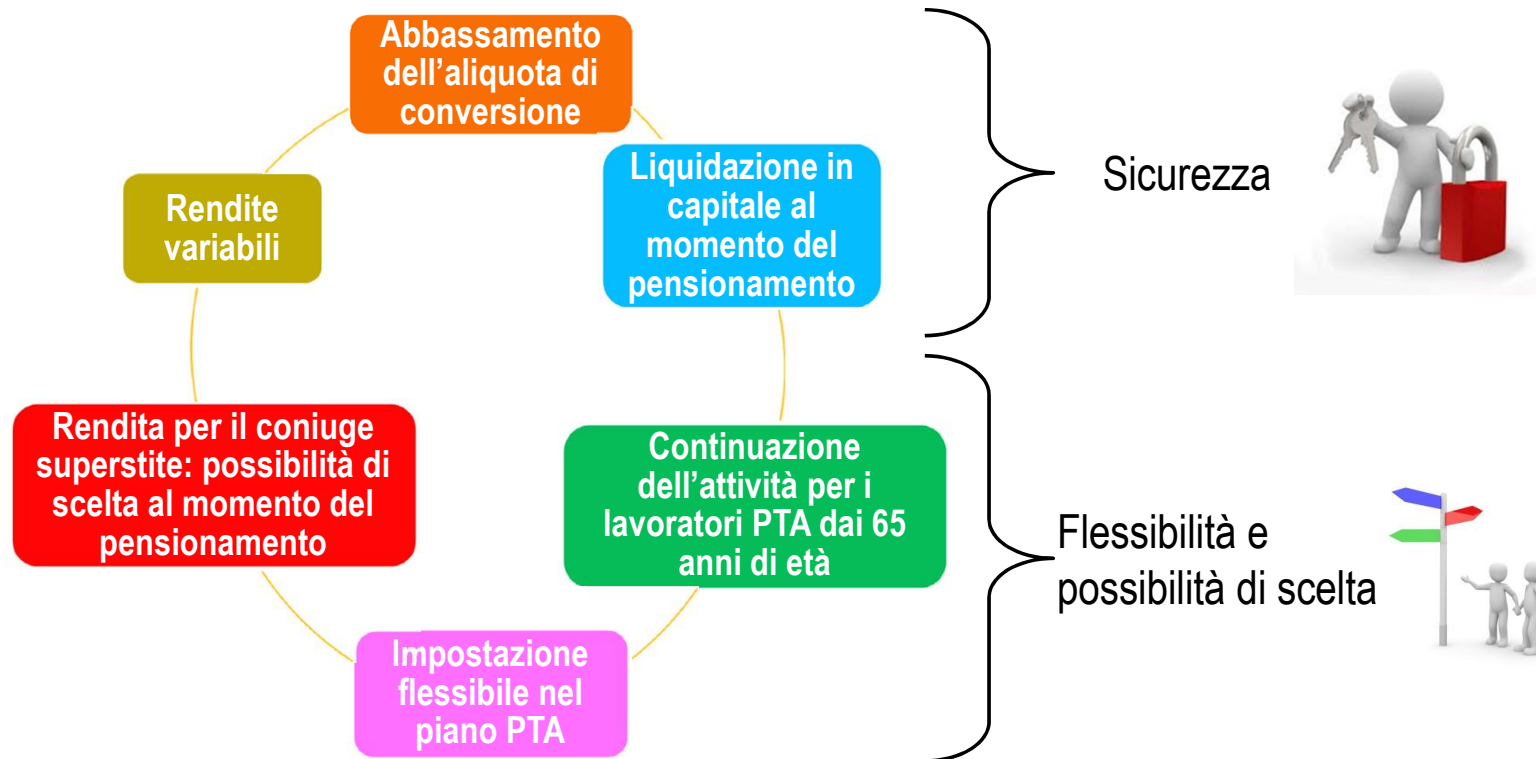 Abbassamento
dell’aliquota di
conversione
Liquidazione in
capitale al
momento del
pensionamento
Rendite
variabili
Sicurezza
Rendita per il coniuge
superstite: possibilità di
scelta al momento del
pensionamento
Continuazione
dell’attività per i
lavoratori PTA dai 65
anni di età
Flessibilità e
possibilità di scelta
Impostazione
flessibile nel
piano PTA